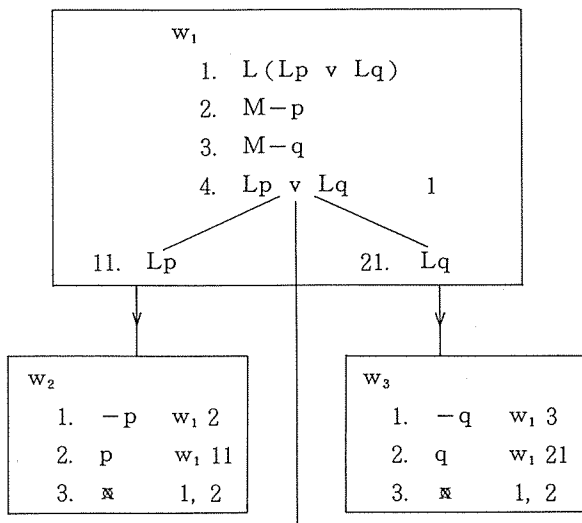 w₁
1. L(Lp v Lq)
2. M−p
3. M−q
4. Lp v Lq 1
11. Lp 21. Lq
w₂
1. −p w₁ 2
2. p w₁ 11
3. ※ 1, 2
w₃
1. −q w₁ 3
2. q w₁ 21
3. ※ 1, 2